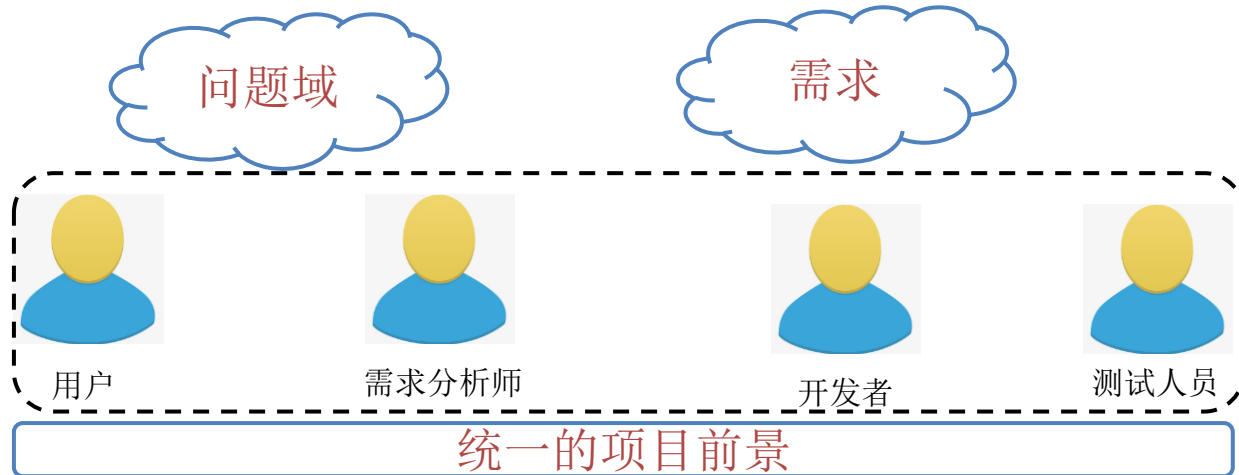 问题域
需求
用户
需求分析师
开发者
测试人员
统一的项目前景